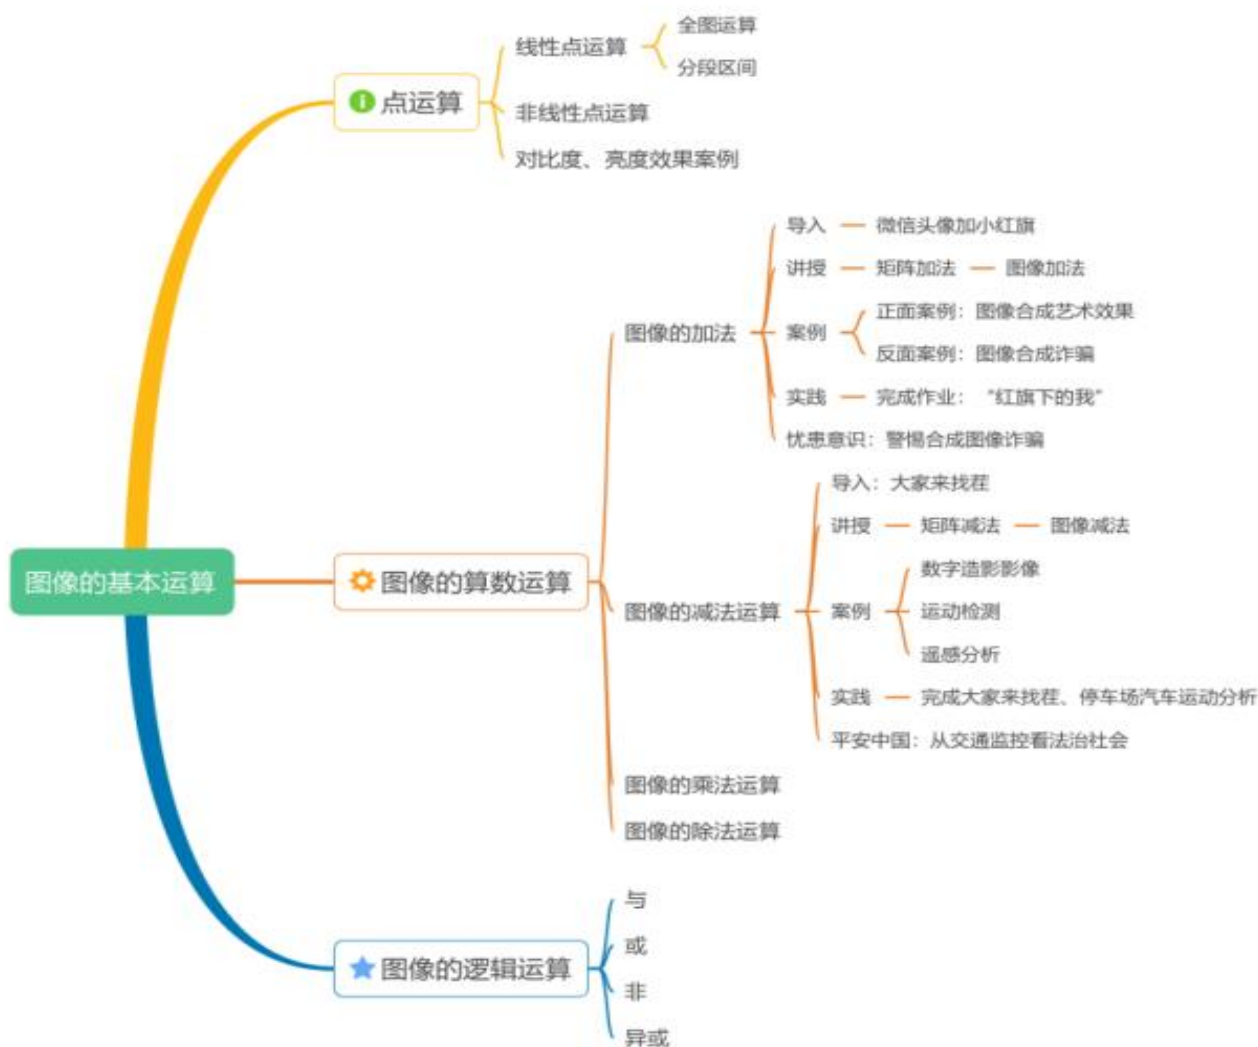 图像的基本运算
点运算
线性点运算
全图运算
分段区间
非线性点运算
对比度、亮度效果案例
图像的算数运算
图像的加法
导入
微信头像加小红旗
讲授
矩阵加法
图像加法
案例
正面案例：图像合成艺术效果
反面案例：图像合成诈骗
实践
完成作业：“红旗下的我”
忧患意识：警惕合成图像诈骗
图像的减法运算
导入：大家来找茬
讲授
矩阵减法
图像减法
案例
数字造影影像
运动检测
遥感分析
实践
完成大家来找茬、停车场汽车运动分析
平安中国：从交通监控看法治社会
图像的乘法运算
图像的除法运算
图像的逻辑运算
与
或
非
异或